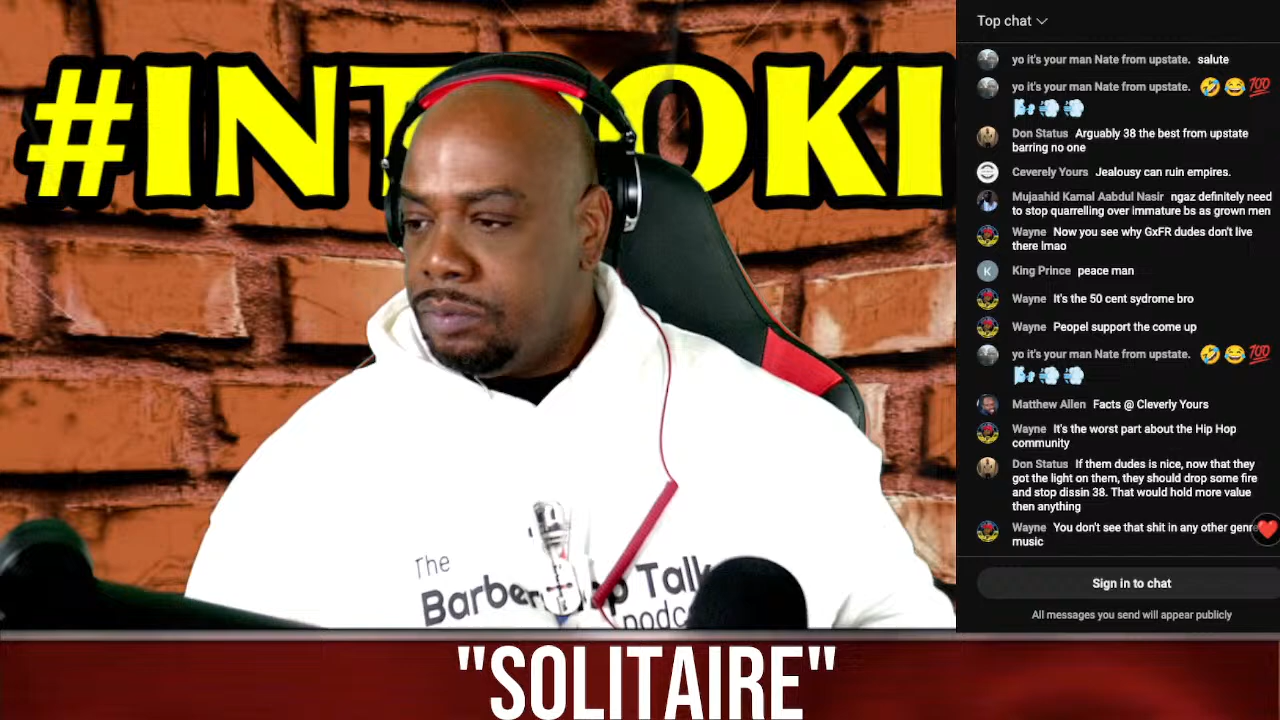 #INT OKI
The
Barber op Talk
podc
"SOLITAIRE"
Top chat
yo it's your man Nate from upstate. salute
yo it's your man Nate from upstate. 🤣😂💯
🌬️💨💨
Don Status Arguably 38 the best from upstate
barring no one
Ceverly Yours Jealousy can ruin empires.
Mujaahid Kamal Aabdul Nasir ngaz definitely need
to stop quarrelling over immature bs as grown men
Wayne Now you see why GxFR dudes don't live
there lmao
K King Prince peace man
Wayne It's the 50 cent sydrome bro
Wayne Peopel support the come up
yo it's your man Nate from upstate. 🤣😂💯
🌬️💨💨
Matthew Allen Facts @ Cleverly Yours
Wayne It's the worst part about the Hip Hop
community
Don Status If them dudes is nice, now that they
got the light on them, they should drop some fire
and stop dissin 38. That would hold more value
then anything
Wayne You don't see that shit in any other genre
music
Sign in to chat
All messages you send will appear publicly